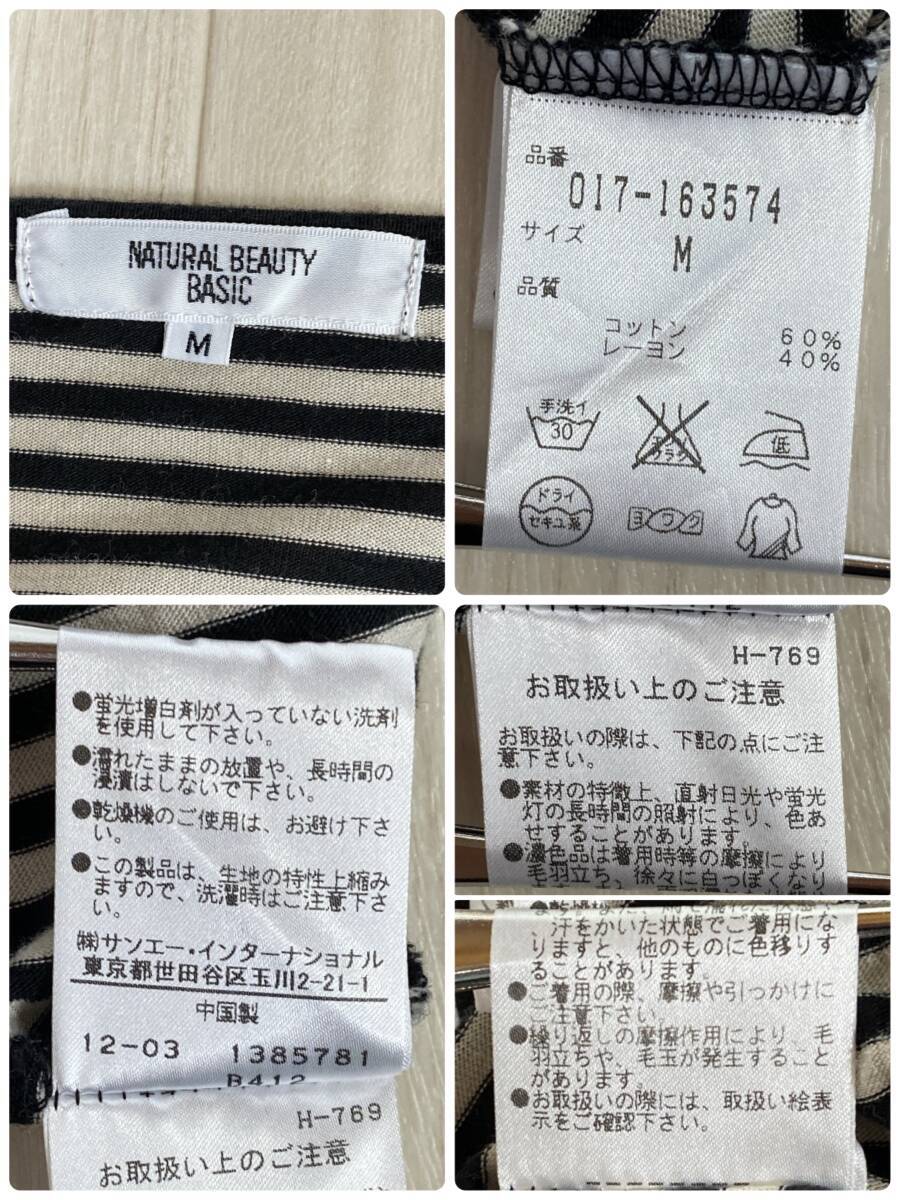 NATURAL BEAUTY
BASIC
M
品番
017-163574
サイズ
M
品質
コットン 60%
レーヨン 40%
手洗イ
30
エンソ
サラシ
低
ドライ
セキユ系
ヨワク
●蛍光増白剤が入っていない洗剤
を使用して下さい。
●濡れたままの放置や、長時間の
浸漬はしないで下さい。
●乾燥機のご使用は、お避け下さ
い。
●この製品は、生地の特性上縮み
ますので、洗濯時はご注意下さ
い。
㈱サンエー・インターナショナル
東京都世田谷区玉川2-21-1
中国製
12-03 1385781
B412
H-769
お取扱い上のご注意
H-769
お取扱い上のご注意
お取扱いの際は、下記の点にご注
意下さい。
●素材の特徴上、直射日光や蛍光
灯の長時間の照射により、色あ
せすることがあります。
●濃色品は着用時等の摩擦により
毛羽立ち、徐々に白っぽくなり
汗をかいた状態でご着用にな
りますと、他のものに色移りす
ることがあります。
●ご着用の際、摩擦や引っかけに
ご注意下さい。
●繰り返しの摩擦作用により、毛
羽立ちや、毛玉が発生すること
があります。
●お取扱いの際には、取扱い絵表
示をご確認下さい。